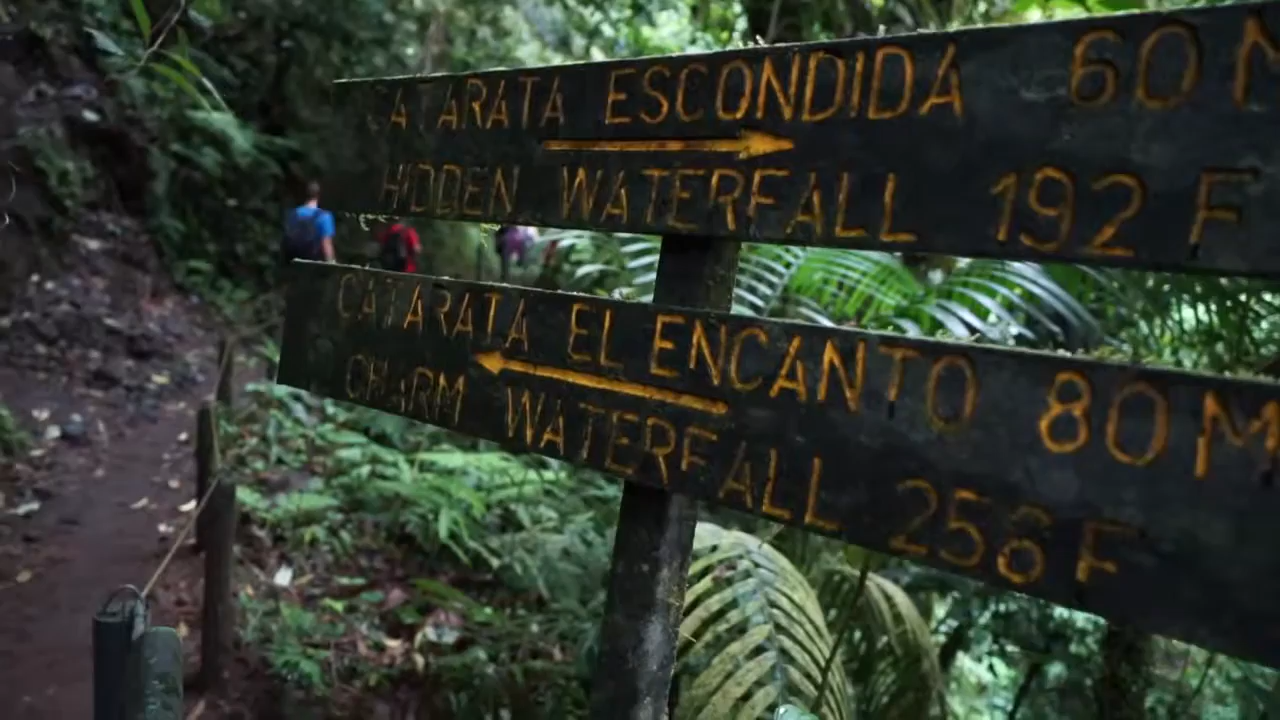 CATARATA ESCONDIDA 60 M
HIDDEN WATERFALL 192 F
CATARATA EL ENCANTO 80 M
CHARM WATERFALL 256 F